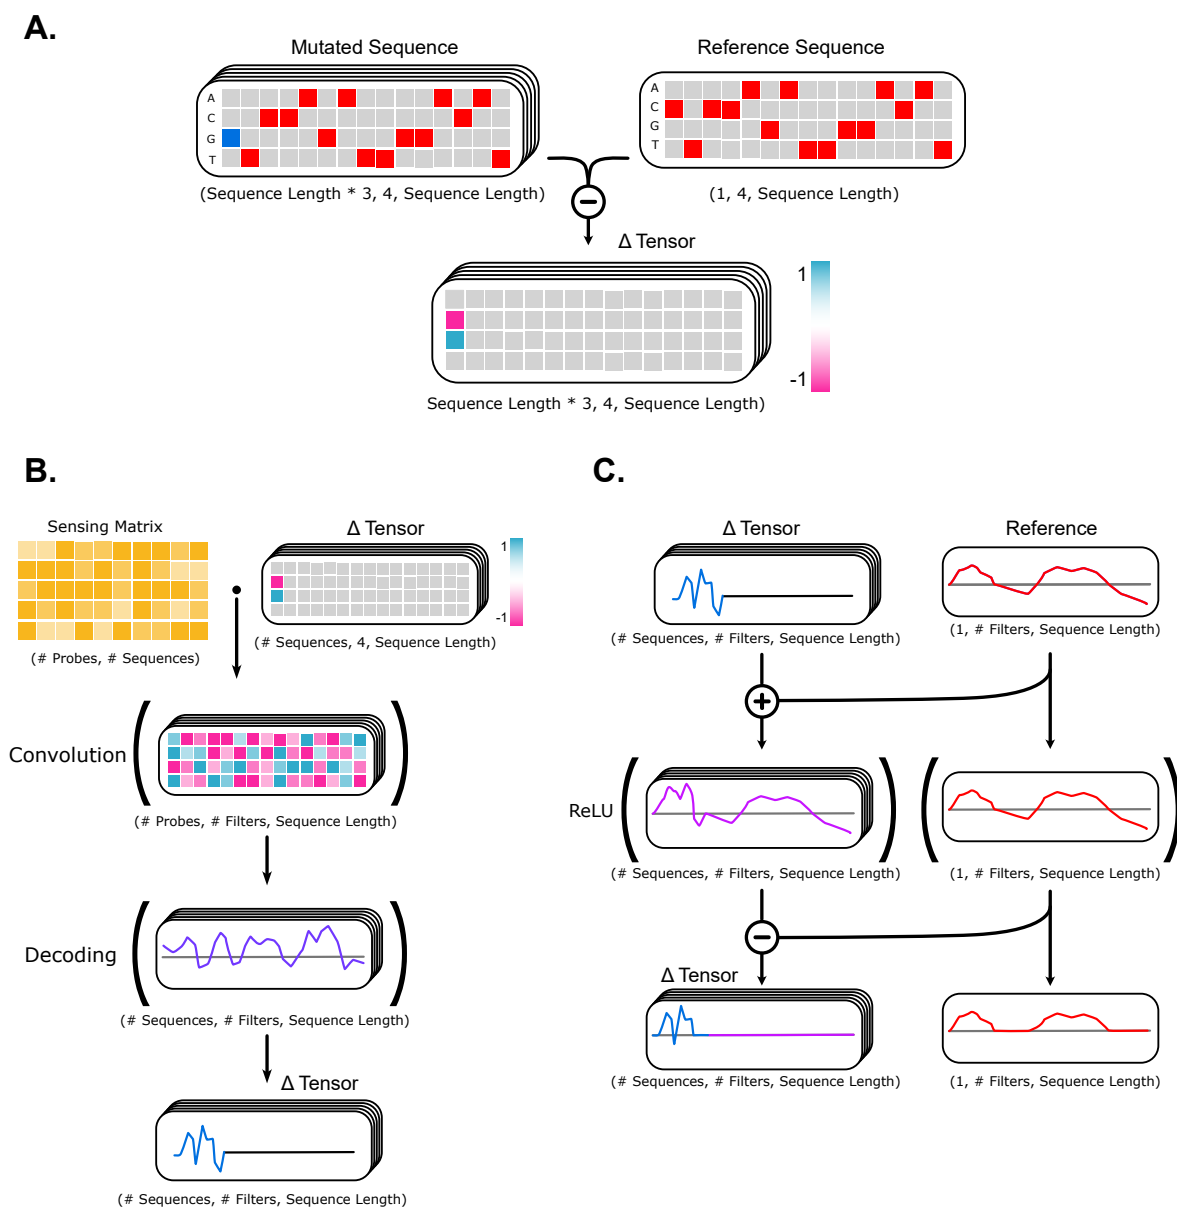 A.
Mutated Sequence
Reference Sequence
A
C
G
T
A
C
G
T
(Sequence Length * 3, 4, Sequence Length)
(1, 4, Sequence Length)
Δ Tensor
1
-1
Sequence Length * 3, 4, Sequence Length)
B.
Sensing Matrix
Δ Tensor
1
-1
(# Probes, # Sequences)
(# Sequences, 4, Sequence Length)
Convolution
(# Probes, # Filters, Sequence Length)
Decoding
(# Sequences, # Filters, Sequence Length)
Δ Tensor
(# Sequences, # Filters, Sequence Length)
C.
Δ Tensor
Reference
(# Sequences, # Filters, Sequence Length)
(1, # Filters, Sequence Length)
ReLU
(# Sequences, # Filters, Sequence Length)
(1, # Filters, Sequence Length)
Δ Tensor
(# Sequences, # Filters, Sequence Length)
(1, # Filters, Sequence Length)